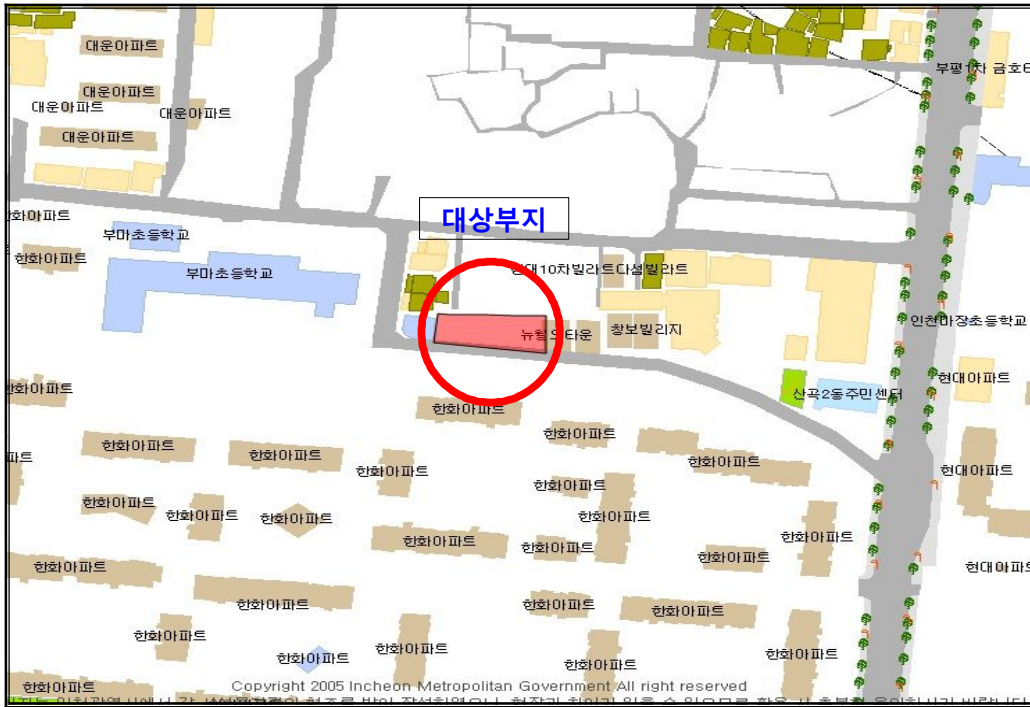 대운아파트
부평1차 금호
대운아파트
대운아파트
대운아파트
대운아파트
대상부지
한화아파트
부마초등학교
한화아파트
부마초등학교
현대10차빌라트다섬빌라트
뉴월드타운
창보빌리지
인천마장초등학교
한화아파트
현대아파트
산곡2동주민센터
한화아파트
한화아파트
한화아파트
한화아파트
한화아파트
한화아파트
파트
현대아파트
한화아파트
한화아파트
한화아파트
한화아파트
한화아파트
한화아파트
한화아파트
한화아파트
한화아파트
한화아파트
현대아파트
한화아파트
한화아파트
한화아파트
한화아파트
한화아파트
한화아파트
한화아파트
한화아파트
한화아파트
Copyright 2005 Incheon Metropolitan Government All right reserved